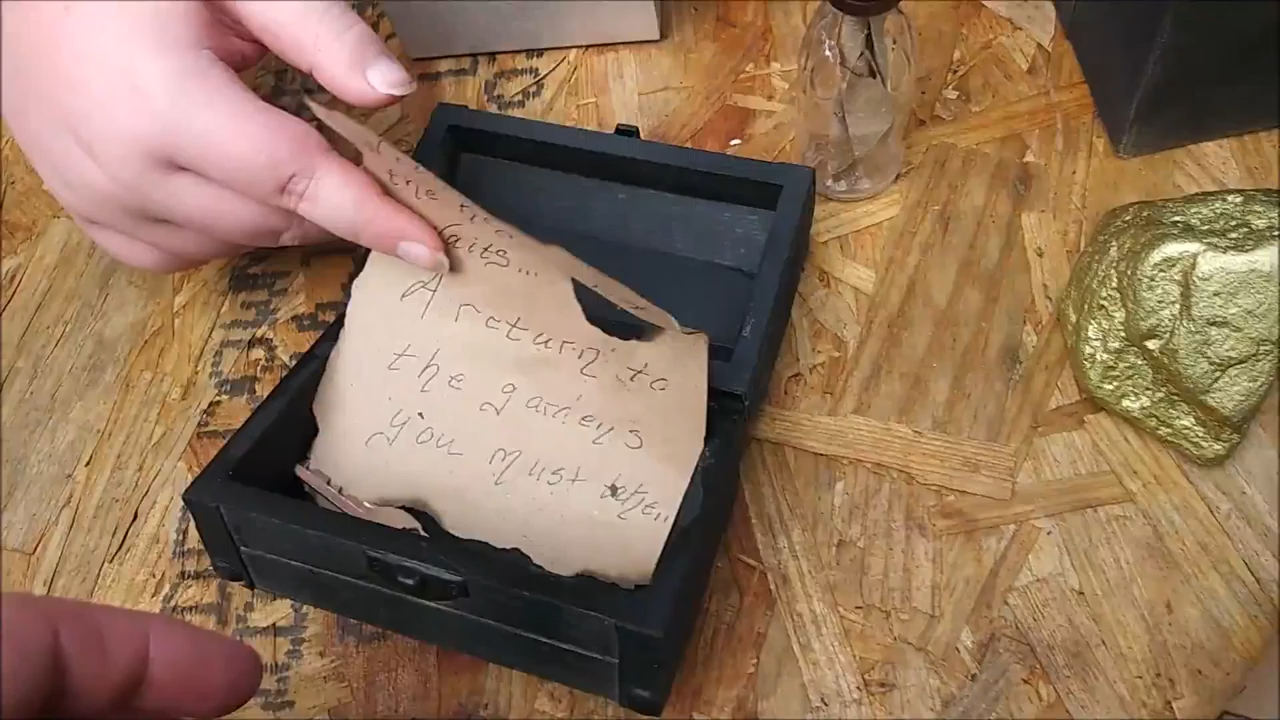 the
Waits...
A return to
the gardens
you must